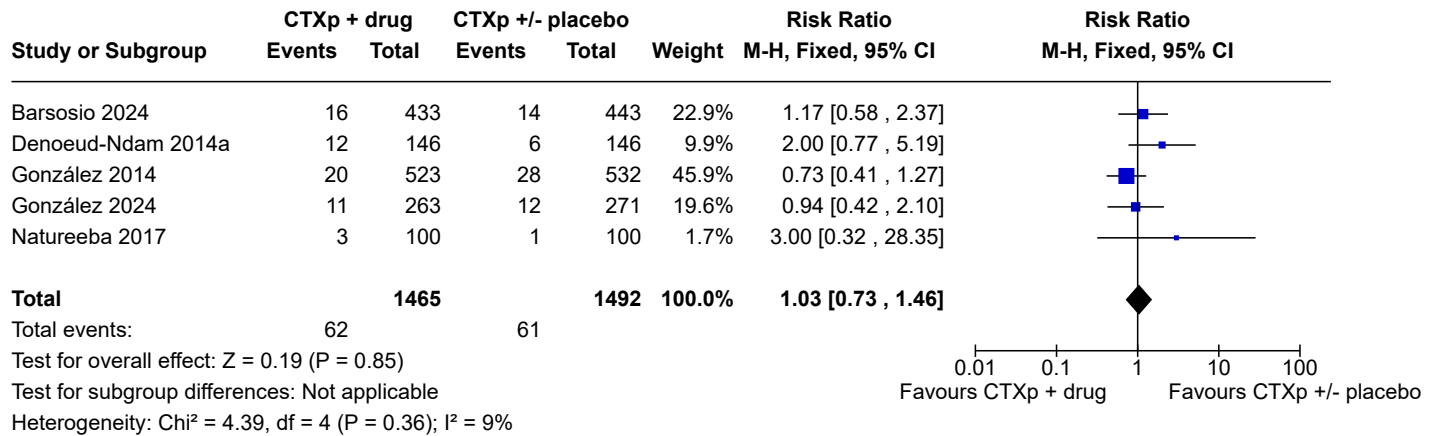 CTXp + drug CTXp +/- placebo Risk Ratio Risk Ratio
Study or Subgroup Events Total Events Total Weight M-H, Fixed, 95% CI M-H, Fixed, 95% CI
Barsosio 2024 16 433 14 443 22.9% 1.17 [0.58 , 2.37]
Denoeud-Ndam 2014a 12 146 6 146 9.9% 2.00 [0.77 , 5.19]
González 2014 20 523 28 532 45.9% 0.73 [0.41 , 1.27]
González 2024 11 263 12 271 19.6% 0.94 [0.42 , 2.10]
Natureeba 2017 3 100 1 100 1.7% 3.00 [0.32 , 28.35]
Total 1465 1492 100.0% 1.03 [0.73 , 1.46]
Total events: 62 61
Test for overall effect: Z = 0.19 (P = 0.85)
0.01 0.1 1 10 100
Test for subgroup differences: Not applicable
Favours CTXp + drug Favours CTXp +/- placebo
Heterogeneity: Chi² = 4.39, df = 4 (P = 0.36); I² = 9%